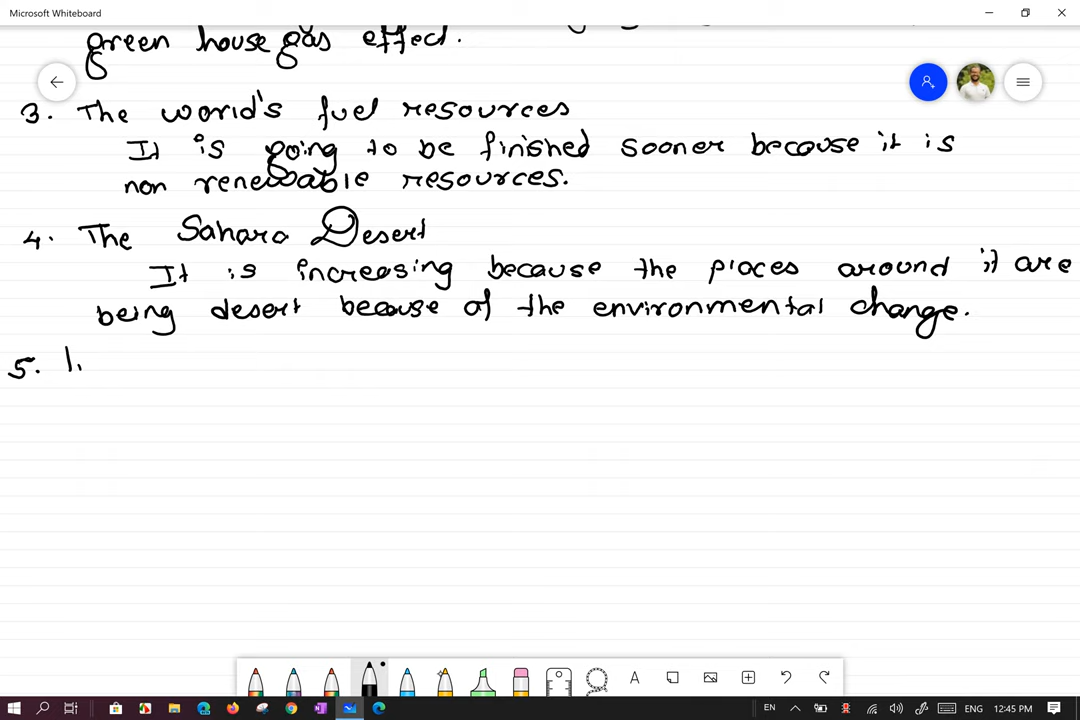 Microsoft Whiteboard
green house gas effect.
3. The world's fuel resources
It is going to be finished sooner because it is
non renewable resources.
4. The Sahara Desert
It is increasing because the places around it are
being desert because of the environmental change.
5.
A
EN
ENG 12:45 PM